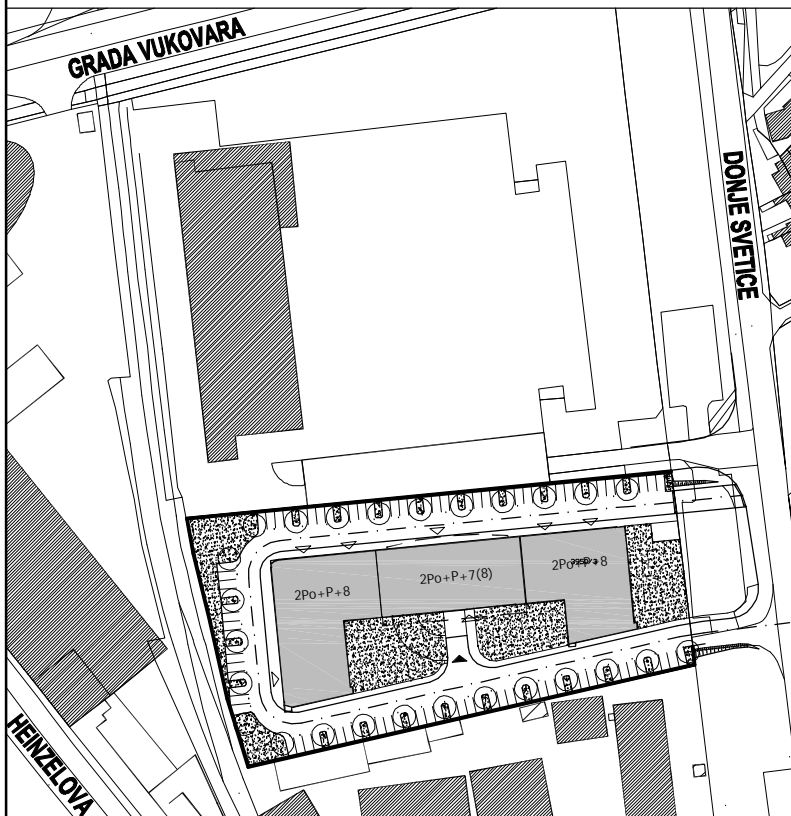 GRADA VUKOVARA
DONJE SVETICE
2Po+P+8
2Po+P+7(8)
HEINZELOVA